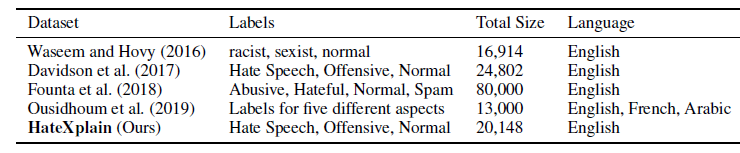 Dataset Labels Total Size Language
Waseem and Hovy (2016) racist, sexist, normal 16,914 English
Davidson et al. (2017) Hate Speech, Offensive, Normal 24,802 English
Founta et al. (2018) Abusive, Hateful, Normal, Spam 80,000 English
Ousidhoum et al. (2019) Labels for five different aspects 13,000 English, French, Arabic
HateXplain (Ours) Hate Speech, Offensive, Normal 20,148 English